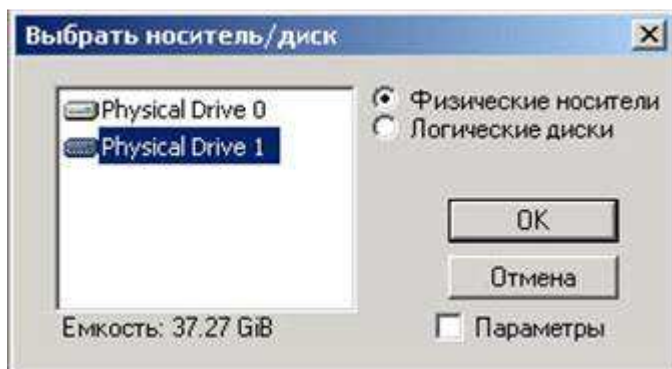 Выбрать носитель/диск
Physical Drive 0
Physical Drive 1
Физические носители
Логические диски
OK
Отмена
Емкость: 37.27 GiB
Параметры